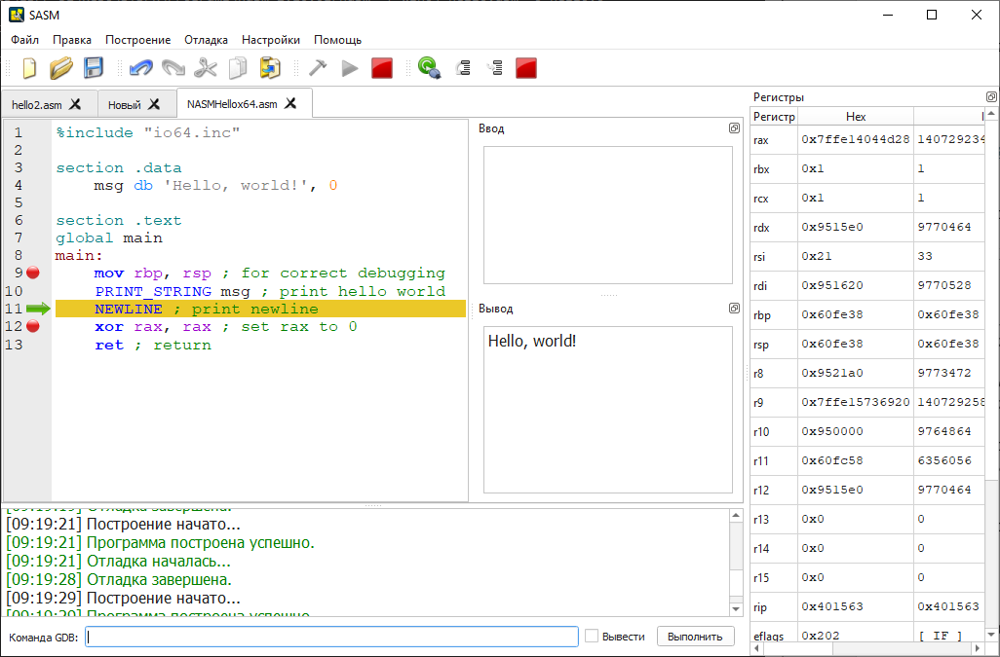 SASM
Файл Правка Построение Отладка Настройки Помощь
hello2.asm Новый NASMHellox64.asm
1 %include "io64.inc"
2
3 section .data
4 msg db 'Hello, world!', 0
5
6 section .text
7 global main
8 main:
9 mov rbp, rsp ; for correct debugging
10 PRINT_STRING msg ; print hello world
11 NEWLINE ; print newline
12 xor rax, rax ; set rax to 0
13 ret ; return
Ввод
Вывод
Hello, world!
Регистры
Регистр Hex
rax 0x7ffe14044d28 140729234
rbx 0x1 1
rcx 0x1 1
rdx 0x9515e0 9770464
rsi 0x21 33
rdi 0x951620 9770528
rbp 0x60fe38 0x60fe38
rsp 0x60fe38 0x60fe38
r8 0x9521a0 9773472
r9 0x7ffe15736920 140729258
r10 0x950000 9764864
r11 0x60fc58 6356056
r12 0x9515e0 9770464
r13 0x0 0
r14 0x0 0
r15 0x0 0
rip 0x401563 0x401563
eflags 0x202 [ IF ]
[09:19:19] Отладка завершена.
[09:19:21] Построение начато...
[09:19:21] Программа построена успешно.
[09:19:21] Отладка началась...
[09:19:28] Отладка завершена.
[09:19:29] Построение начато...
[09:19:29] Программа построена успешно.
Команда GDB: Вывести Выполнить